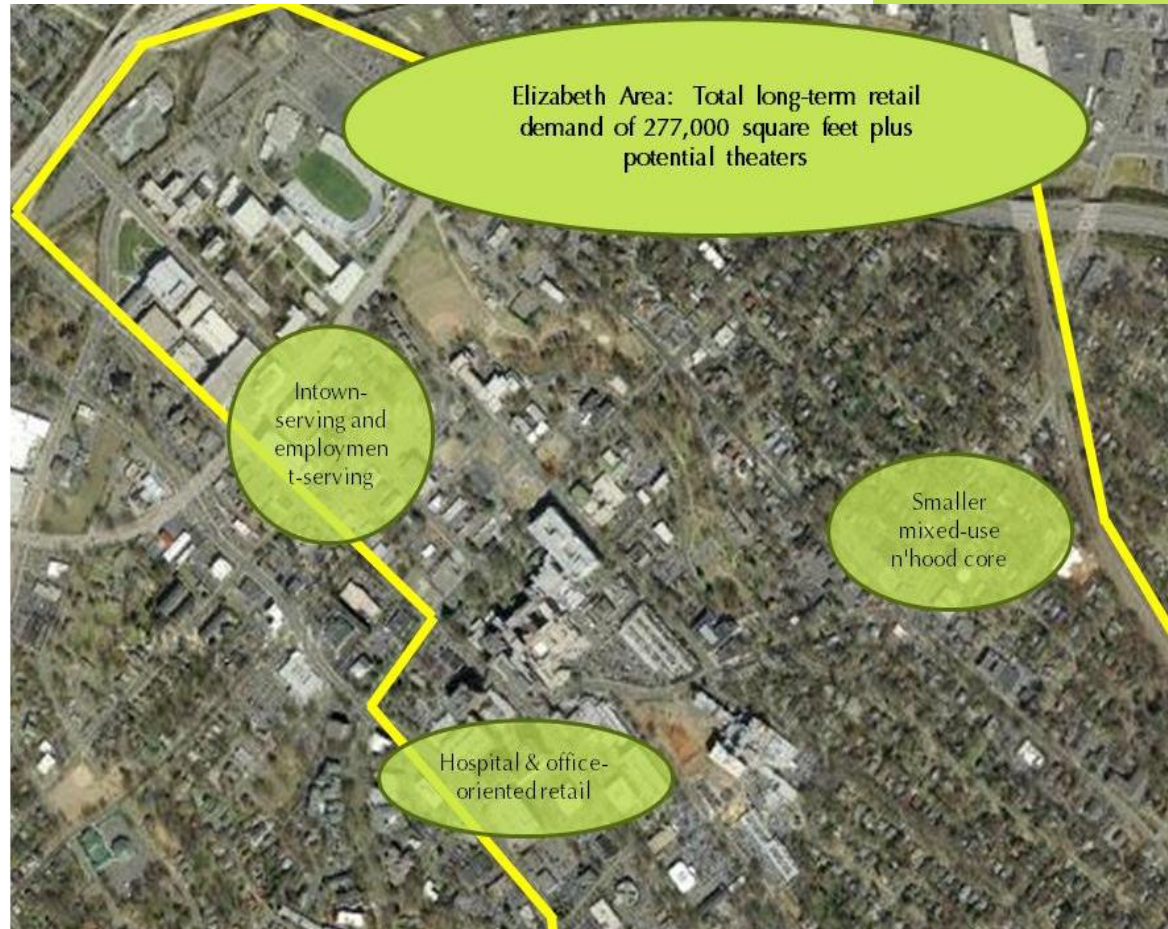 Elizabeth Area: Total long-term retail
demand of 277,000 square feet plus
potential theaters
Intown-
serving and
employmen
t-serving
Smaller
mixed-use
n'hood core
Hospital & office-
oriented retail